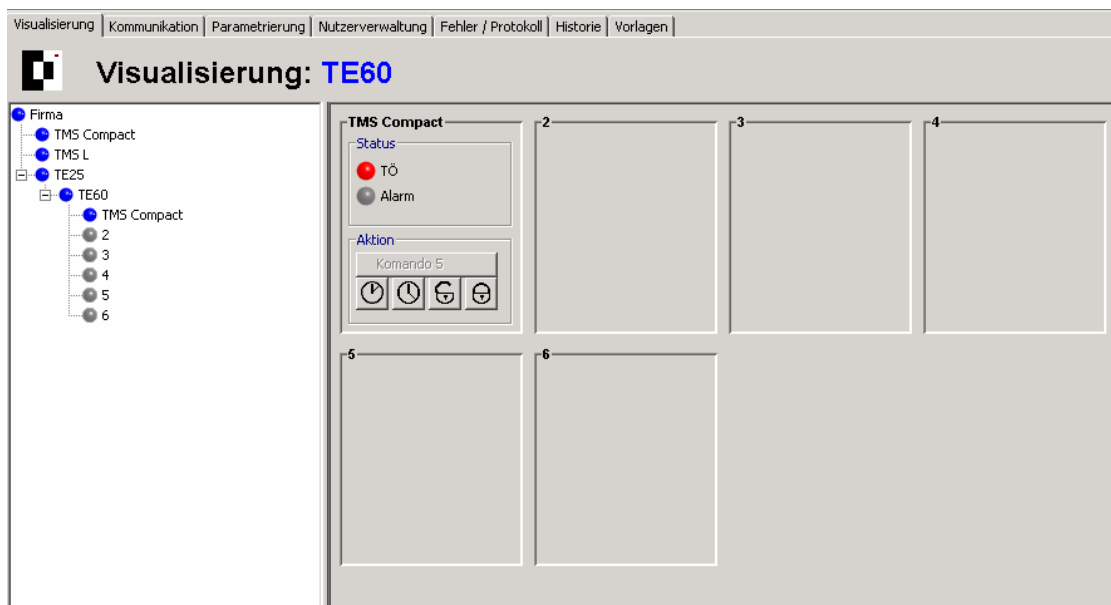 Visualisierung Kommunikation Parametrierung Nutzerverwaltung Fehler / Protokoll Historie Vorlagen
Visualisierung: TE60
Firma
TMS Compact
TMS L
TE25
TE60
TMS Compact
2
3
4
5
6
TMS Compact
Status
TÖ
Alarm
Aktion
Komando 5
2
3
4
5
6